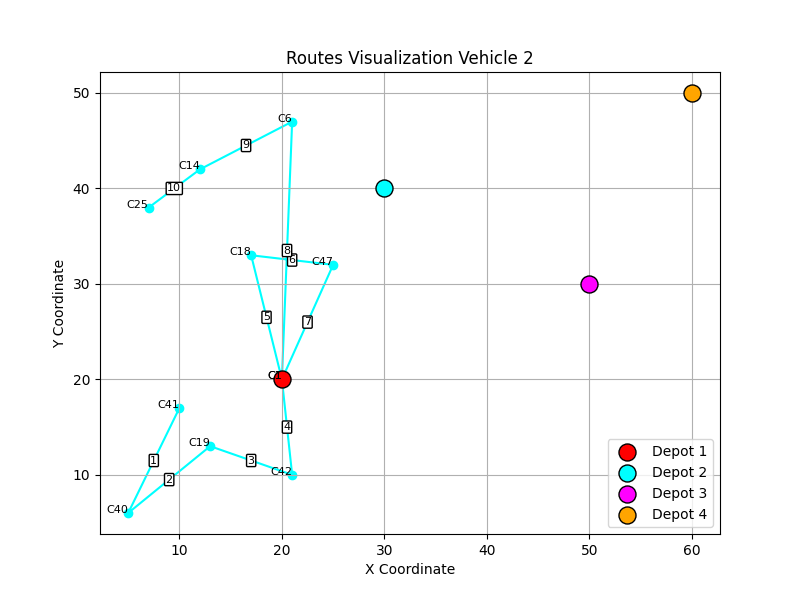 Routes Visualization Vehicle 2
Y Coordinate
50
40
30
20
10
C6
9
C14
10
C25
8
C18
6
C47
5
7
C1
4
C41
C19
1
3
2
C42
C40
Depot 1
Depot 2
Depot 3
Depot 4
10
20
30
40
50
60
X Coordinate